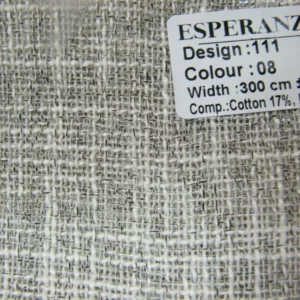 ESPERANZ
Design :111
Colour : 08
Width :300 cm ±
Comp.:Cotton 17%,